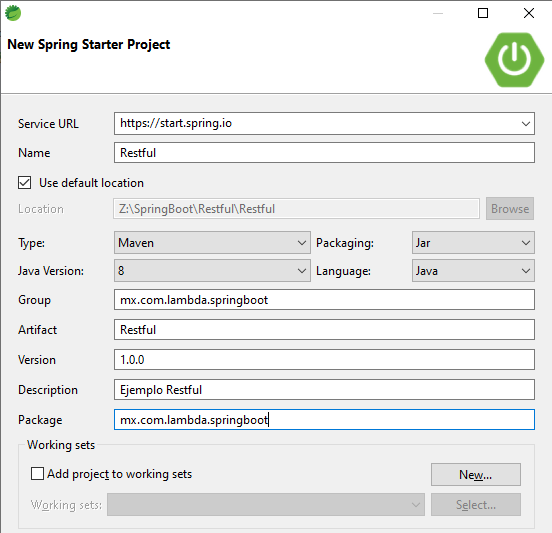 New Spring Starter Project
Service URL https://start.spring.io
Name Restful
Use default location
Location Z:\SpringBoot\Restful\Restful Browse
Type: Maven Packaging: Jar
Java Version: 8 Language: Java
Group mx.com.lambda.springboot
Artifact Restful
Version 1.0.0
Description Ejemplo Restful
Package mx.com.lambda.springboot
Working sets
Add project to working sets New...
Working sets: Select...